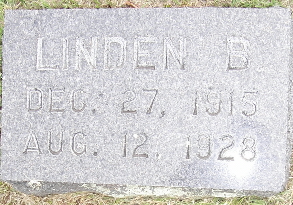 LINDEN B
DEC. 27, 1915
AUG. 12, 1928